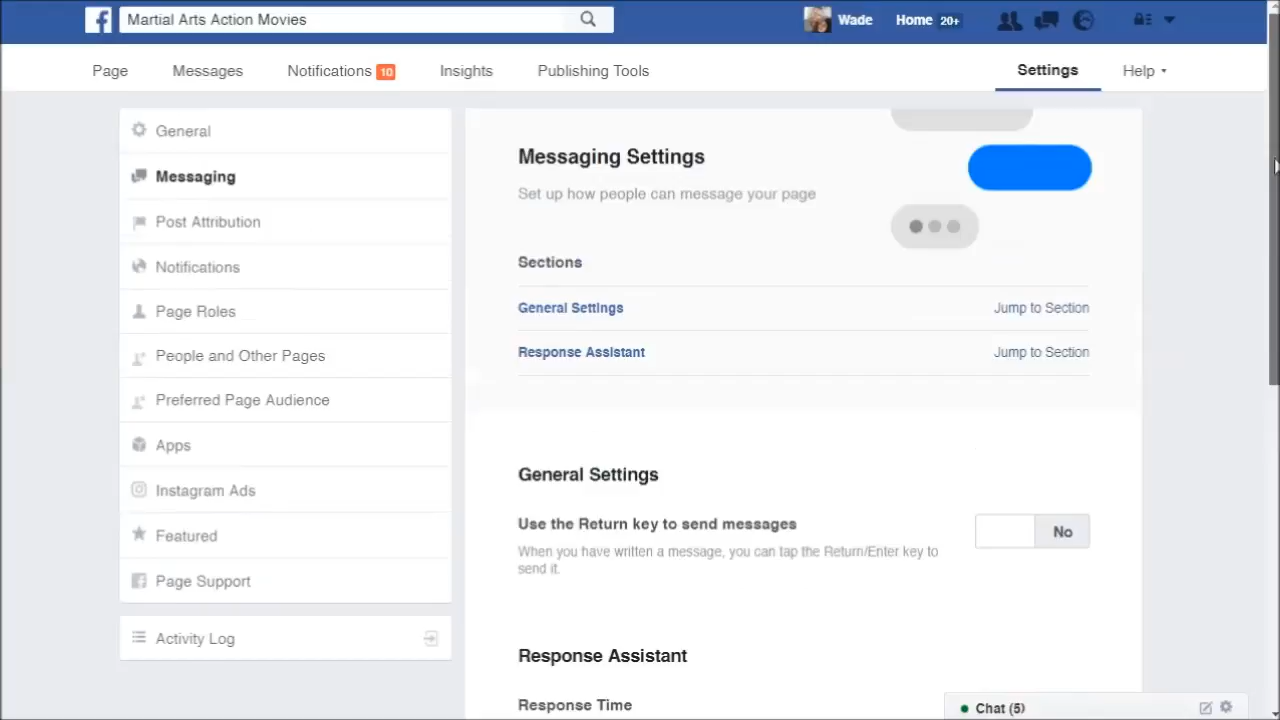 Martial Arts Action Movies
Wade
Home 20+
Page
Messages
Notifications 10
Insights
Publishing Tools
Settings
Help
General
Messaging
Post Attribution
Notifications
Page Roles
People and Other Pages
Preferred Page Audience
Apps
Instagram Ads
Featured
Page Support
Activity Log
Messaging Settings
Set up how people can message your page
Sections
General Settings Jump to Section
Response Assistant Jump to Section
General Settings
Use the Return key to send messages
No
When you have written a message, you can tap the Return/Enter key to
send it.
Response Assistant
Response Time
Chat (5)